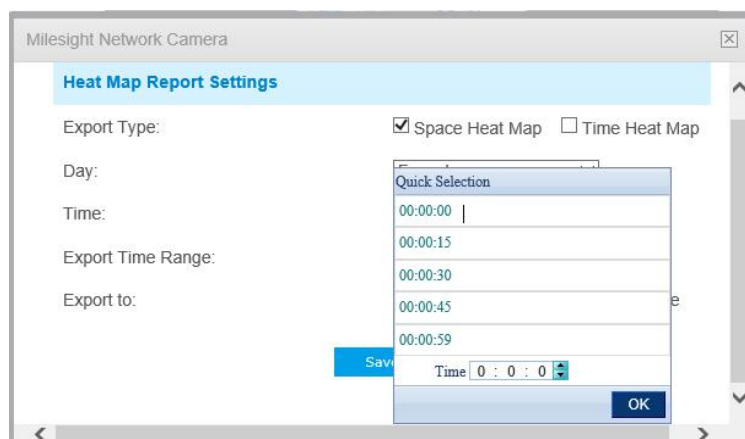 Milesight Network Camera
Heat Map Report Settings
Export Type: Space Heat Map Time Heat Map
Day:
Quick Selection
Time: 00:00:00
00:00:15
Export Time Range: 00:00:30
Export to: 00:00:45 e
00:00:59
Save
Time 0 : 0 : 0
OK